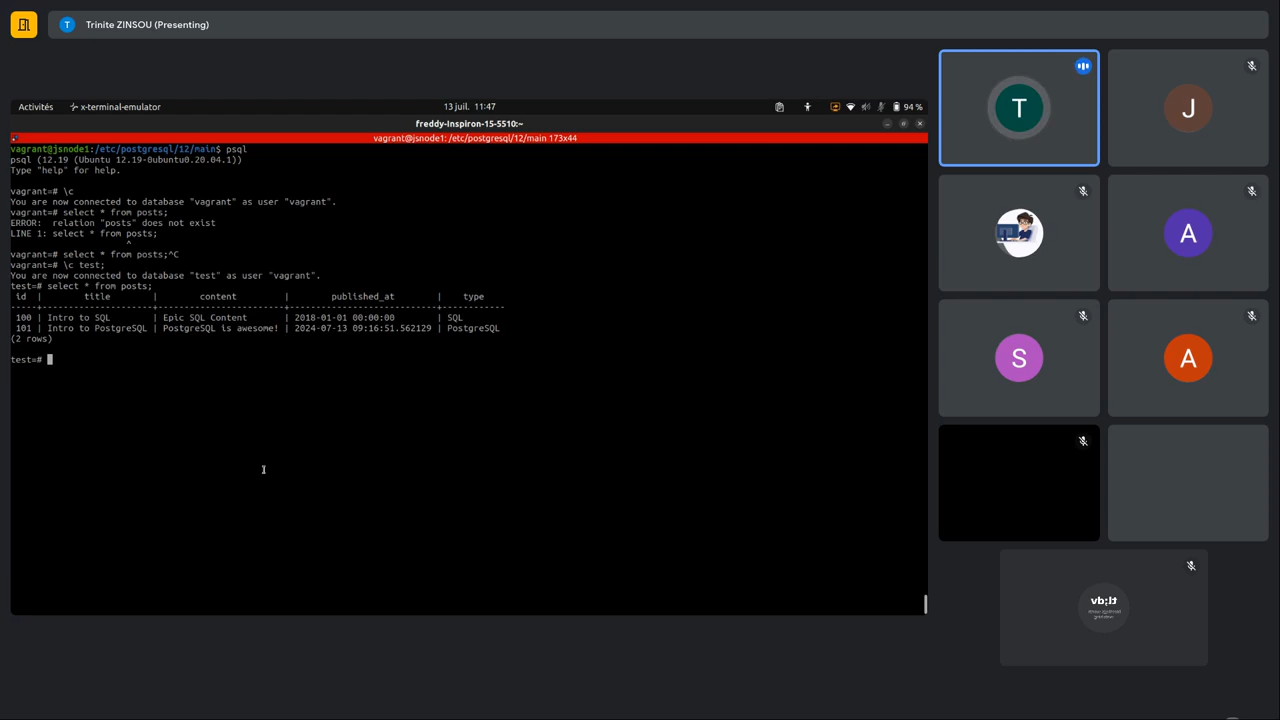 T Trinite ZINSOU (Presenting)
Activités x-terminal-emulator 13 juil. 11:47 94 %
freddy-Inspiron-15-5510:~
vagrant@jsnode1: /etc/postgresql/12/main 173x44
vagrant@jsnode1:/etc/postgresql/12/main$ psql
psql (12.19 (Ubuntu 12.19-0ubuntu0.20.04.1))
Type "help" for help.
vagrant=# \c
You are now connected to database "vagrant" as user "vagrant".
vagrant=# select * from posts;
ERROR:  relation "posts" does not exist
LINE 1: select * from posts;
^
vagrant=# select * from posts;^C
vagrant=# \c test;
You are now connected to database "test" as user "vagrant".
test=# select * from posts;
id | title | content | published_at | type
-----+---------------------+------------------------+----------------------------+------------
100 | Intro to SQL | Epic SQL Content | 2018-01-01 00:00:00 | SQL
101 | Intro to PostgreSQL | PostgreSQL is awesome! | 2024-07-13 09:16:51.562129 | PostgreSQL
(2 rows)
test=#
T
J
A
S
A